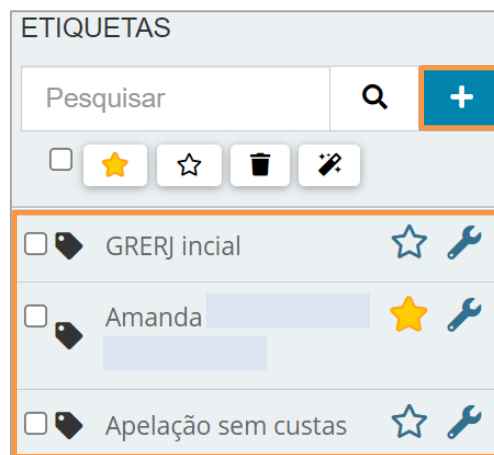 ETIQUETAS
Pesquisar
GRERJ incial
Amanda
Apelação sem custas